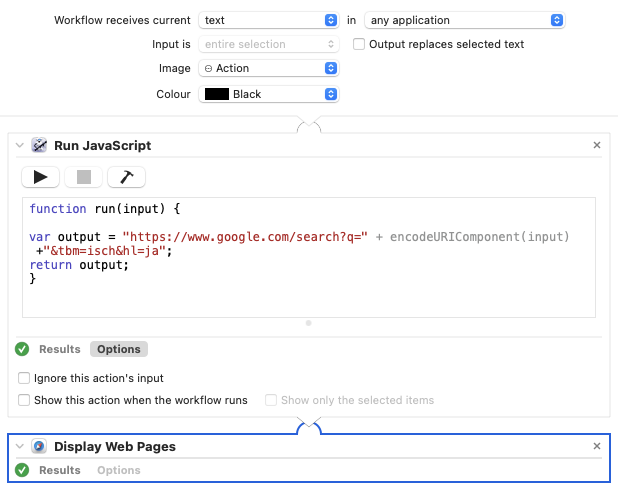 Workflow receives current text in any application
Input is entire selection Output replaces selected text
Image Action
Colour Black
Run JavaScript
function run(input) {
var output = "https://www.google.com/search?q=" + encodeURIComponent(input)
+"&tbm=isch&hl=ja";
return output;
}
Results Options
Ignore this action's input
Show this action when the workflow runs Show only the selected items
Display Web Pages
Results Options